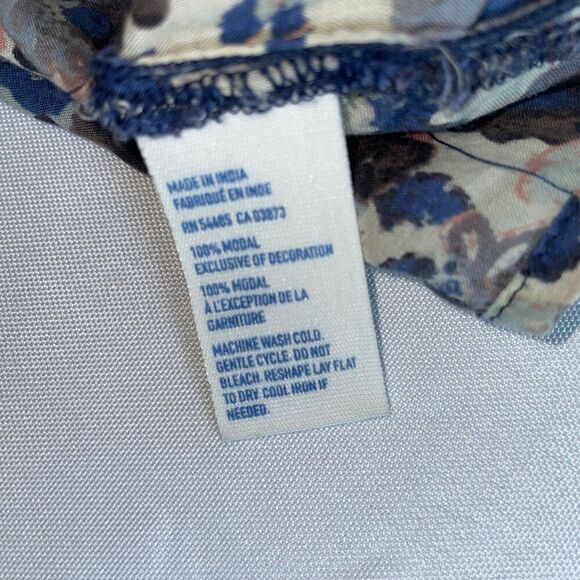 MADE IN INDIA
FABRIQUÉ EN INDE
RN 54485 CA 03873
100% MODAL
EXCLUSIVE OF DECORATION
100% MODAL
À L'EXCEPTION DE LA
GARNITURE
MACHINE WASH COLD.
GENTLE CYCLE. DO NOT
BLEACH. RESHAPE LAY FLAT
TO DRY. COOL IRON IF
NEEDED.